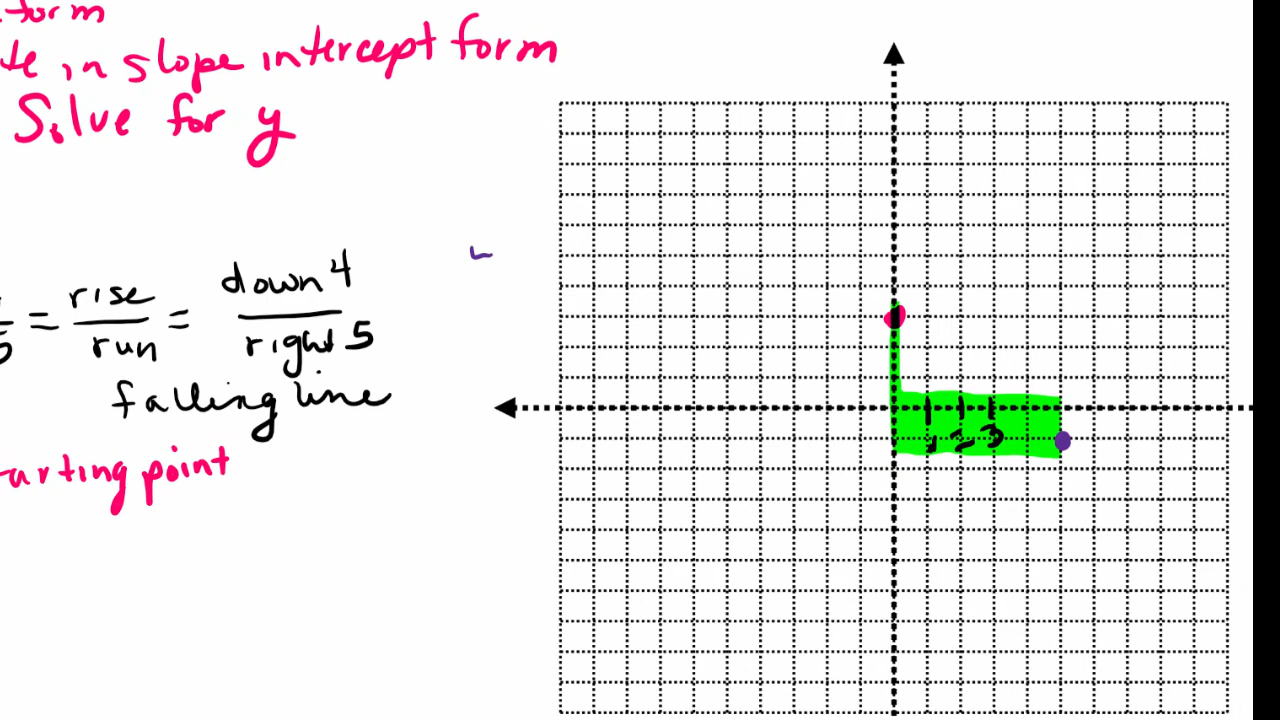 form
te in slope intercept form
Solve for y
5 = rise/run = down 4/right 5
falling line
arting point
1 2 3